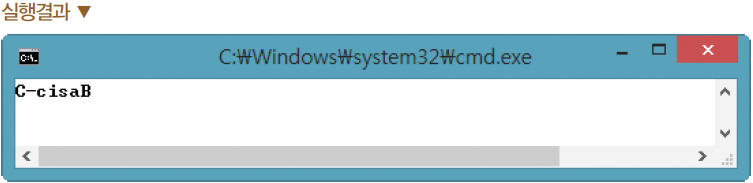 실행결과 ▼
C:\Windows\system32\cmd.exe
C-cisaB